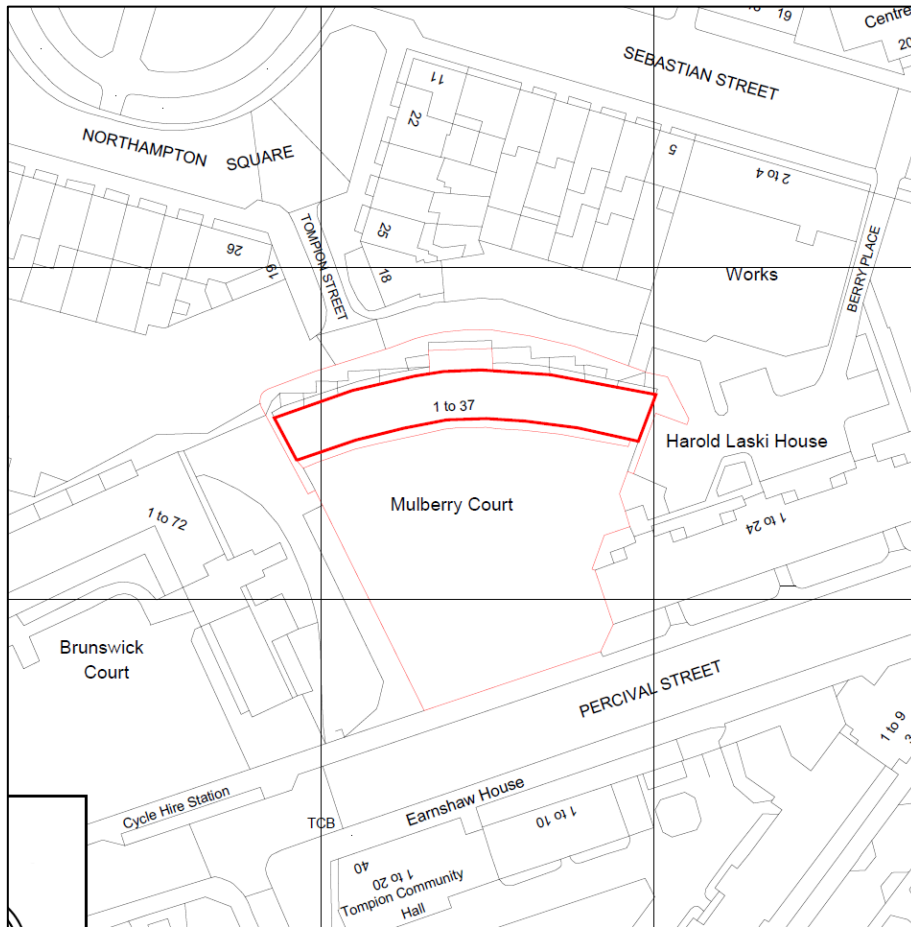 19
Centre
20
SEBASTIAN STREET
11
22
NORTHAMPTON SQUARE
5
2 to 4
26
19
TOMPION STREET
25
18
Works
BERRY PLACE
1 to 37
Harold Laski House
Mulberry Court
1 to 72
1 to 24
Brunswick
Court
PERCIVAL STREET
1 to 9
Cycle Hire Station
Earnshaw House
TCB
1 to 10
40
1 to 20
Tompion Community
Hall